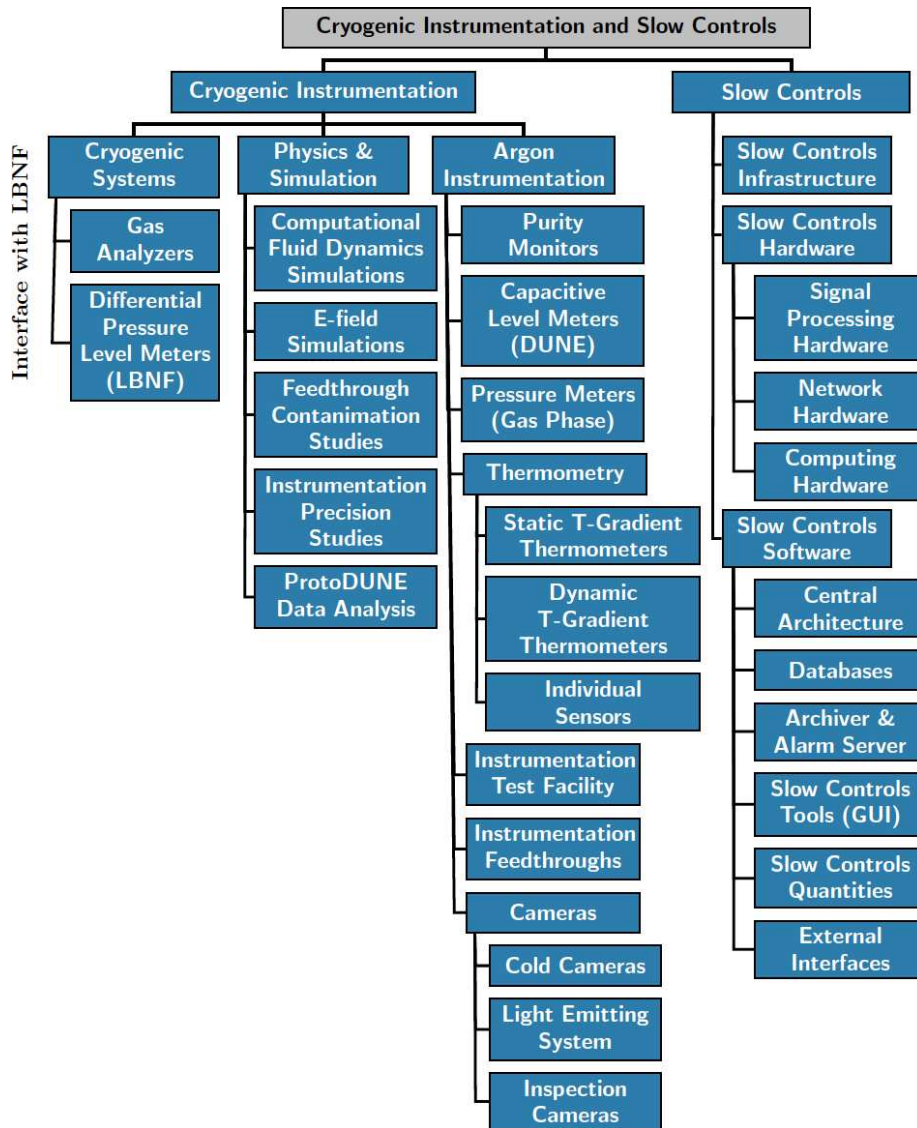 Cryogenic Instrumentation and Slow Controls
Cryogenic Instrumentation
Slow Controls
Interface with LBNF
Cryogenic
Systems
Gas
Analyzers
Differential
Pressure
Level Meters
(LBNF)
Physics &
Simulation
Computational
Fluid Dynamics
Simulations
E-field
Simulations
Feedthrough
Contanimation
Studies
Instrumentation
Precision
Studies
ProtoDUNE
Data Analysis
Argon
Instrumentation
Purity
Monitors
Capacitive
Level Meters
(DUNE)
Pressure Meters
(Gas Phase)
Thermometry
Static T-Gradient
Thermometers
Dynamic
T-Gradient
Thermometers
Individual
Sensors
Instrumentation
Test Facility
Instrumentation
Feedthroughs
Cameras
Cold Cameras
Light Emitting
System
Inspection
Cameras
Slow Controls
Infrastructure
Slow Controls
Hardware
Signal
Processing
Hardware
Network
Hardware
Computing
Hardware
Slow Controls
Software
Central
Architecture
Databases
Archiver &
Alarm Server
Slow Controls
Tools (GUI)
Slow Controls
Quantities
External
Interfaces